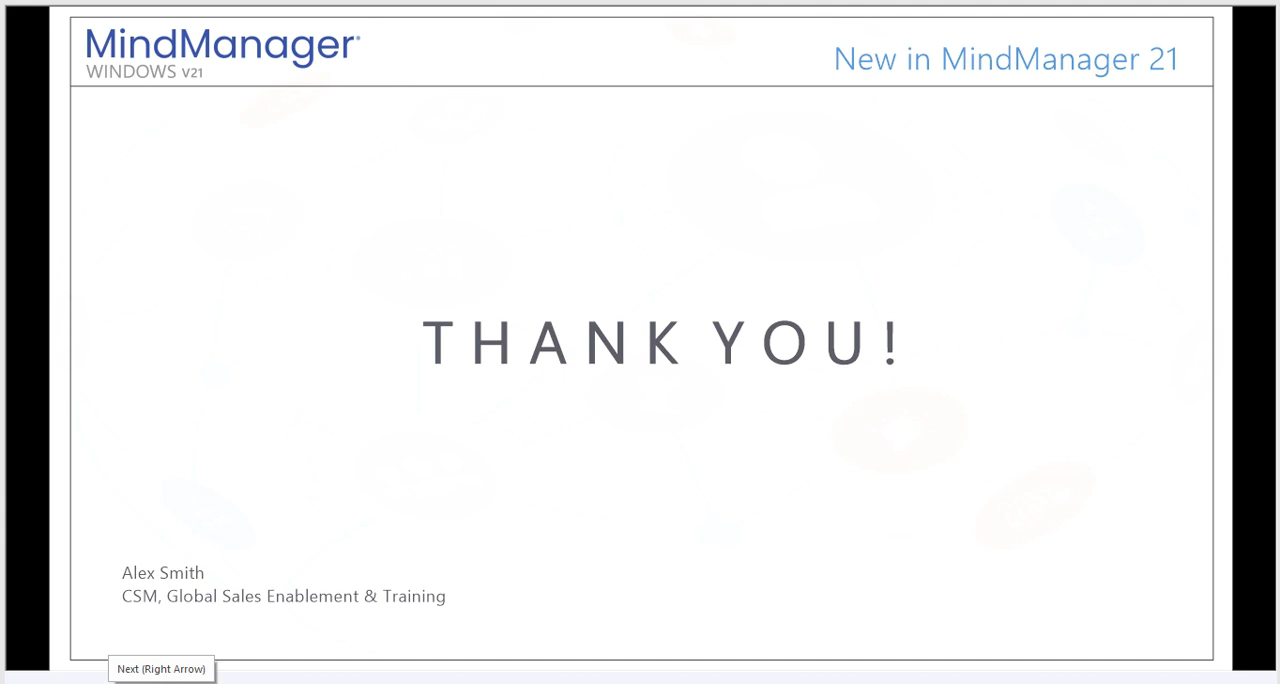 MindManager®
WINDOWS V21
New in MindManager 21
THANK YOU!
Alex Smith
CSM, Global Sales Enablement & Training
Next (Right Arrow)